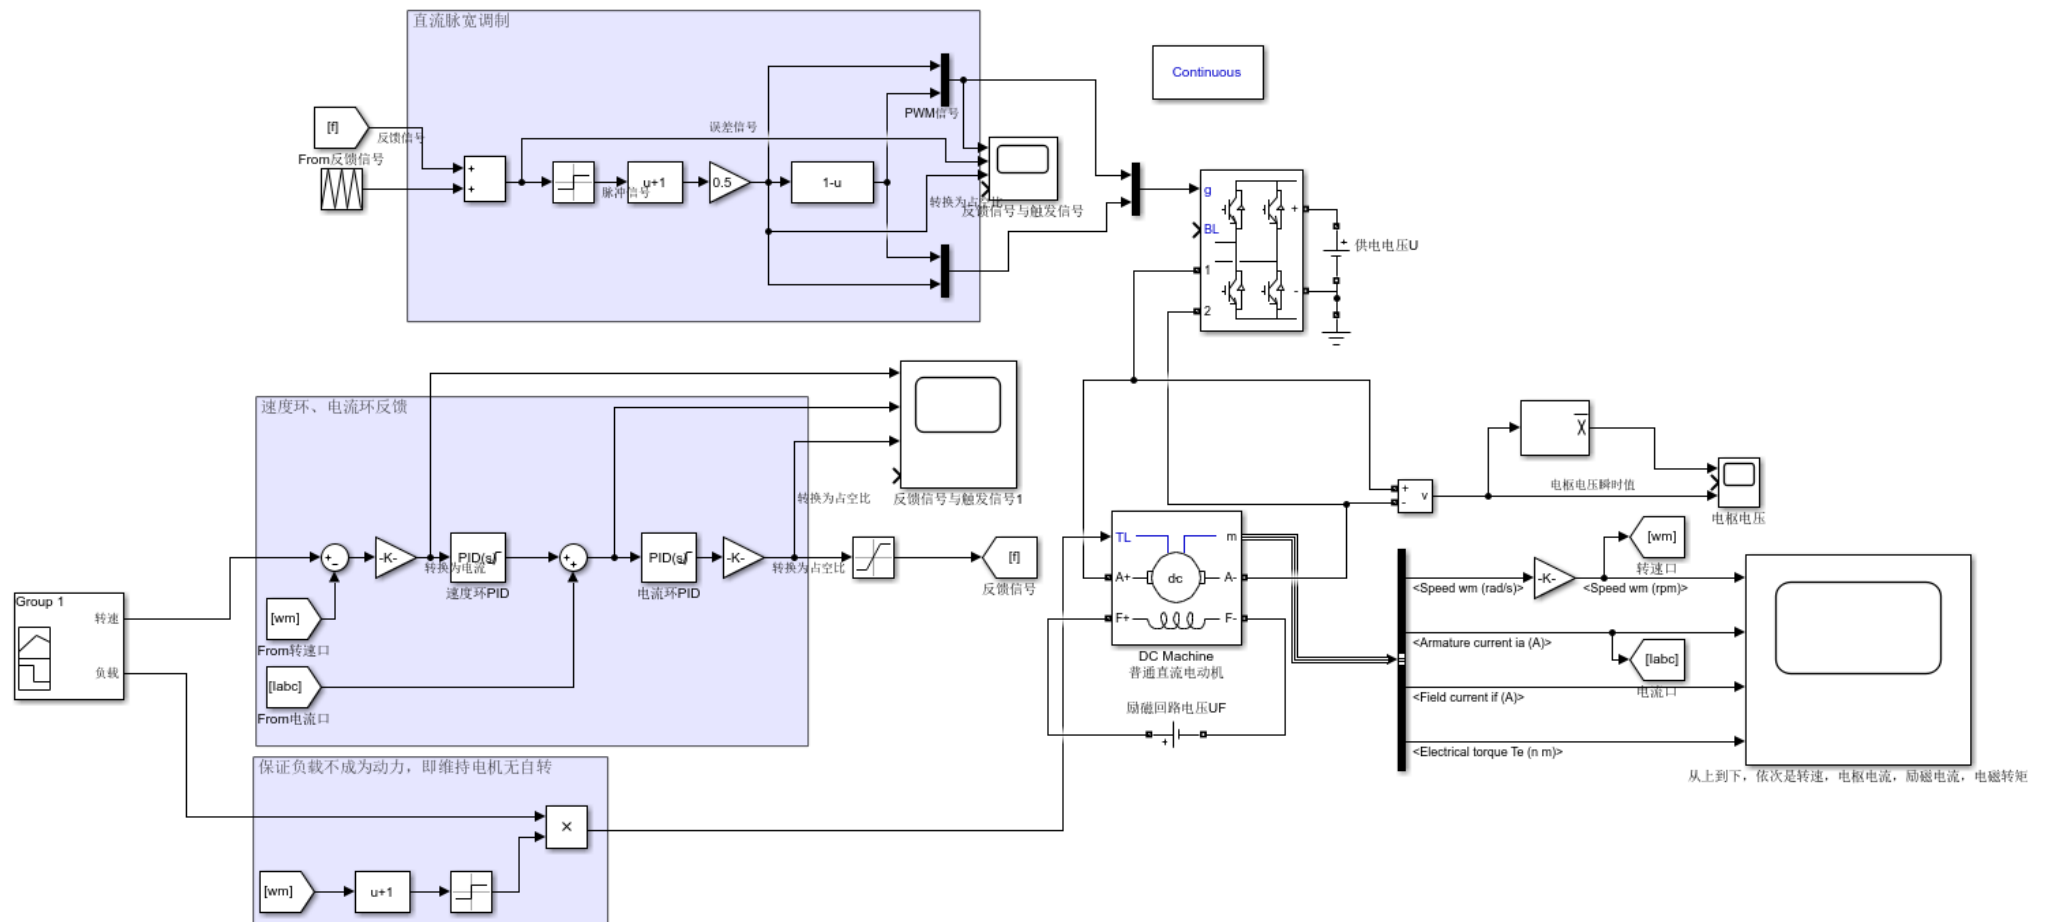 直流脉宽调制
Continuous
[f]
反馈信号
From反馈信号
误差信号
PWM信号
+
+
脉冲信号
u+1
0.5
1-u
转换为占空比
反馈信号与触发信号
g
BL
1
2
+
-
+
供电电压U
速度环、电流环反馈
转换为占空比
反馈信号与触发信号1
-K-
转换为电流
PID(s)
速度环PID
PID(s)
电流环PID
-K-
转换为占空比
[f]
反馈信号
Group 1
转速
负载
[wm]
From转速口
[Iabc]
From电流口
保证负载不成为动力，即维持电机无自转
×
[wm]
u+1
TL
m
A+
dc
A-
F+
F-
DC Machine
普通直流电动机
励磁回路电压UF
+
+
-
v
X
电枢电压瞬时值
电枢电压
[wm]
转速口
-K-
<Speed wm (rad/s)>
<Speed wm (rpm)>
<Armature current ia (A)>
[Iabc]
电流口
<Field current if (A)>
<Electrical torque Te (n m)>
从上到下，依次是转速，电枢电流，励磁电流，电磁转矩